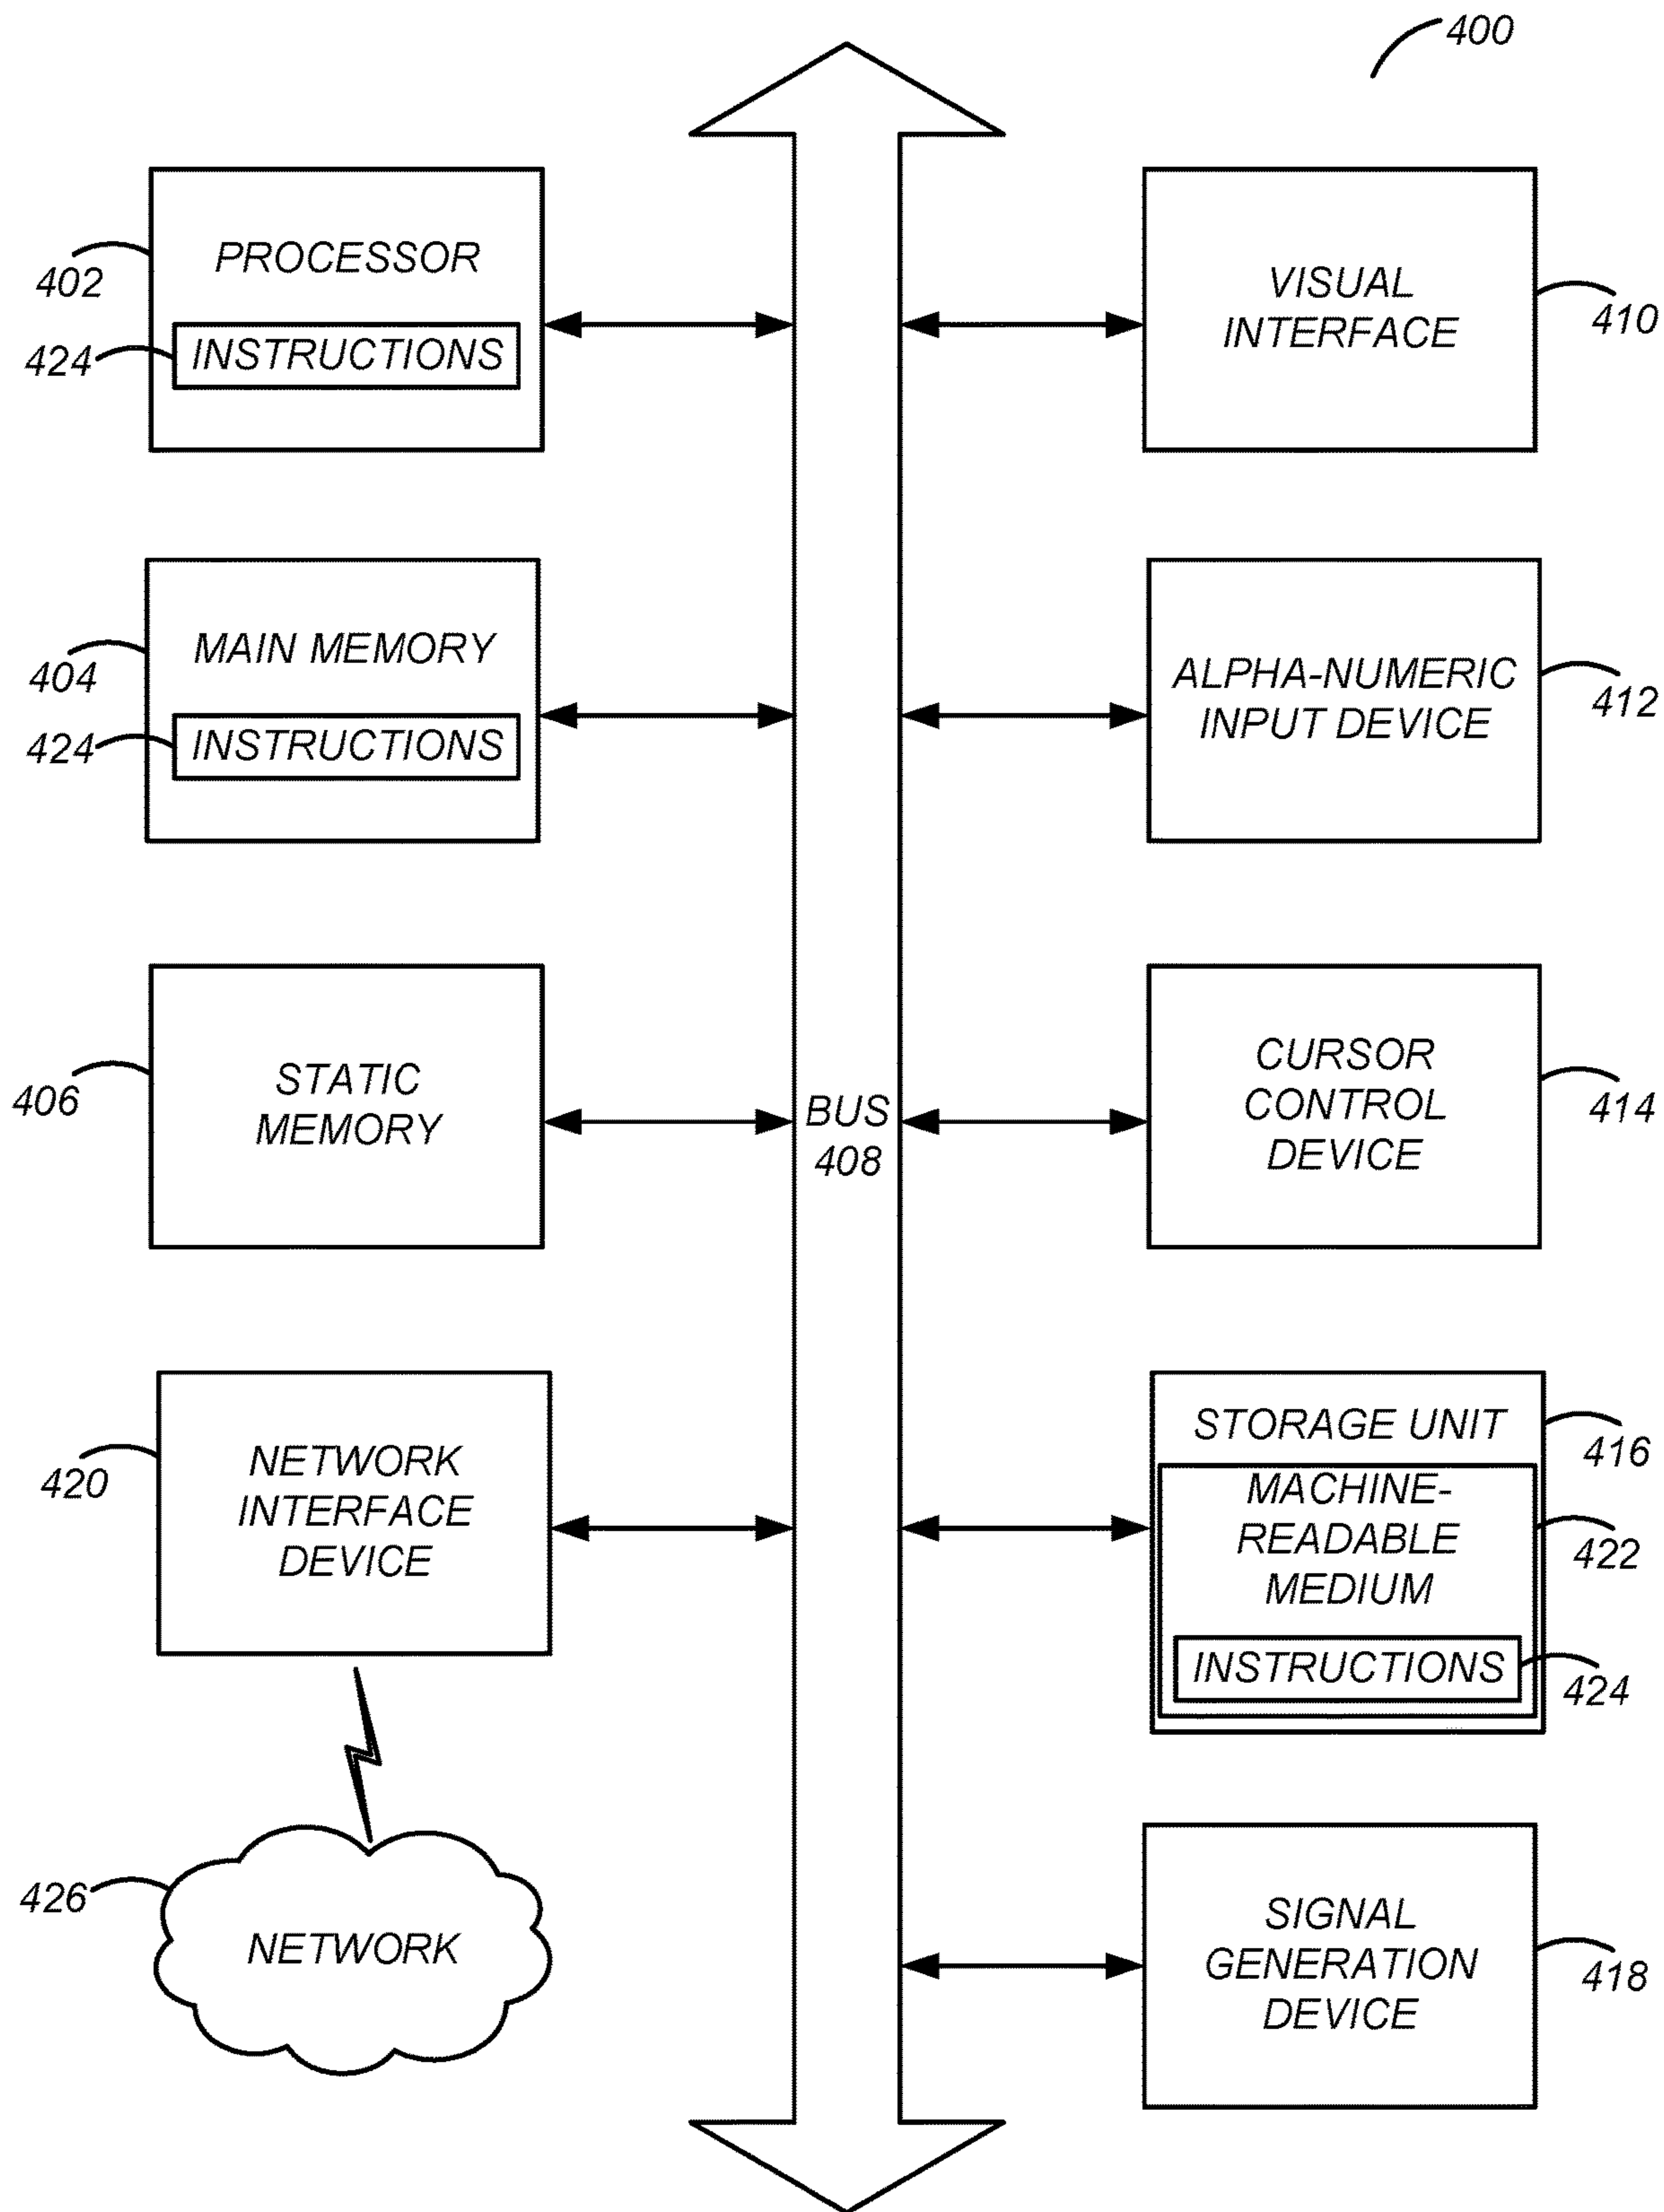 400
PROCESSOR
402
INSTRUCTIONS
424
MAIN MEMORY
404
INSTRUCTIONS
424
STATIC
MEMORY
406
NETWORK
INTERFACE
DEVICE
420
426
NETWORK
BUS
408
VISUAL
INTERFACE
410
ALPHA-NUMERIC
INPUT DEVICE
412
CURSOR
CONTROL
DEVICE
414
STORAGE UNIT
416
MACHINE-
READABLE
MEDIUM
422
INSTRUCTIONS
424
SIGNAL
GENERATION
DEVICE
418